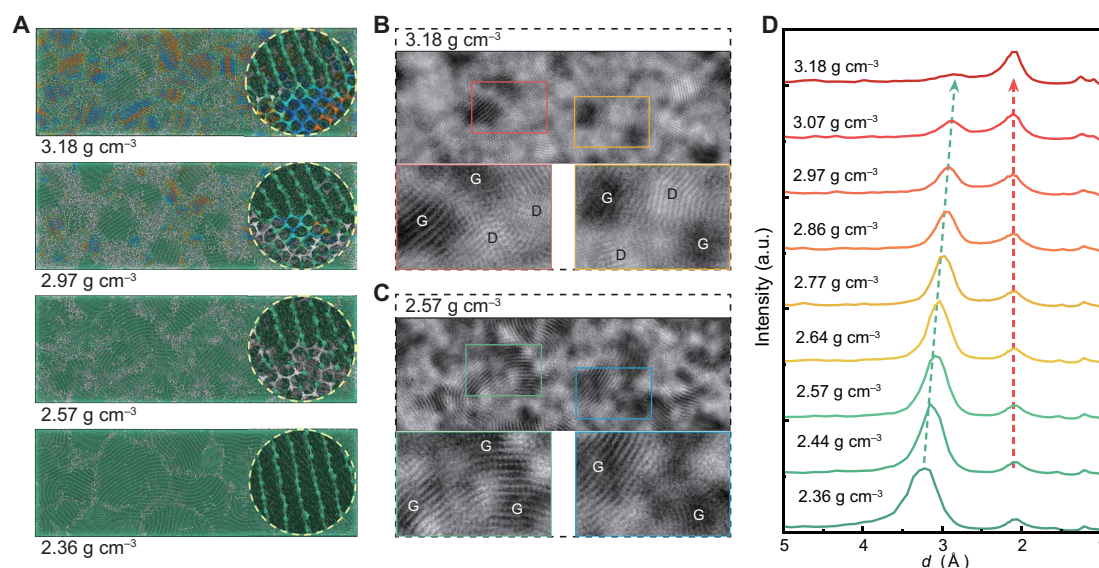 A
3.18 g cm⁻³
2.97 g cm⁻³
2.57 g cm⁻³
2.36 g cm⁻³
B
3.18 g cm⁻³
G
G
D
D
G
D
D
G
C
2.57 g cm⁻³
G
G
G
G
G
D
3.18 g cm⁻³
3.07 g cm⁻³
2.97 g cm⁻³
2.86 g cm⁻³
2.77 g cm⁻³
2.64 g cm⁻³
2.57 g cm⁻³
2.44 g cm⁻³
2.36 g cm⁻³
Intensity (a.u.)
5 4 3 2 1
d (Å)